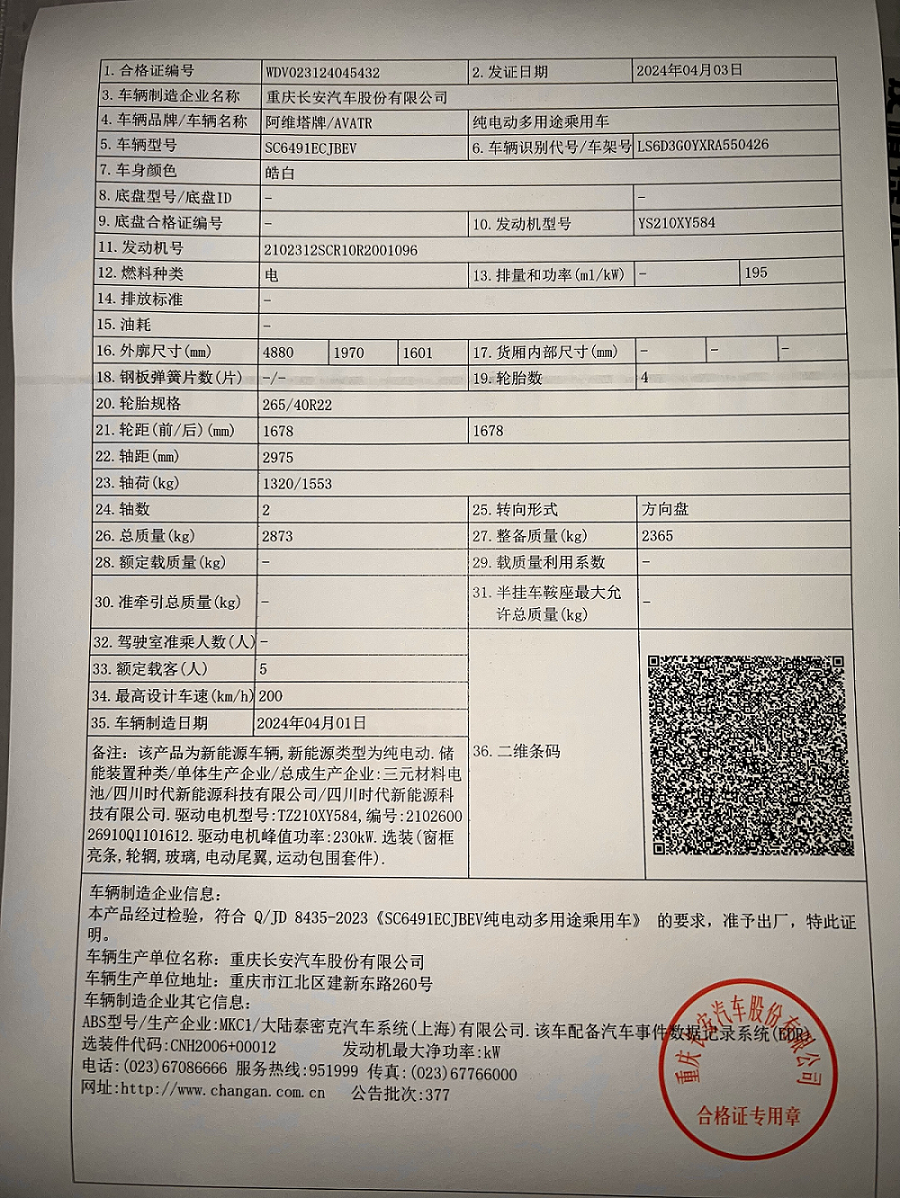 1.合格证编号 WDV023124045432 2.发证日期 2024年04月03日
3.车辆制造企业名称 重庆长安汽车股份有限公司
4.车辆品牌/车辆名称 阿维塔牌/AVATR 纯电动多用途乘用车
5.车辆型号 SC6491ECJBEV 6.车辆识别代号/车架号 LS6D3G0YXRA550426
7.车身颜色 皓白
8.底盘型号/底盘ID - -
9.底盘合格证编号 - 10.发动机型号 YS210XY584
11.发动机号 2102312SCR10R2001096
12.燃料种类 电 13.排量和功率(ml/kW) - 195
14.排放标准 -
15.油耗 -
16.外廓尺寸(mm) 4880 1970 1601 17.货厢内部尺寸(mm) - - -
18.钢板弹簧片数(片) -/- 19.轮胎数 4
20.轮胎规格 265/40R22
21.轮距(前/后)(mm) 1678 1678
22.轴距(mm) 2975
23.轴荷(kg) 1320/1553
24.轴数 2 25.转向形式 方向盘
26.总质量(kg) 2873 27.整备质量(kg) 2365
28.额定载质量(kg) - 29.载质量利用系数 -
30.准牵引总质量(kg) - 31.半挂车鞍座最大允
许总质量(kg) -
32.驾驶室准乘人数(人) -
33.额定载客(人) 5
34.最高设计车速(km/h) 200
35.车辆制造日期 2024年04月01日
备注：该产品为新能源车辆,新能源类型为纯电动.储
能装置种类/单体生产企业/总成生产企业:三元材料电
池/四川时代新能源科技有限公司/四川时代新能源科
技有限公司.驱动电机型号:TZ210XY584,编号:2102600
26910Q1101612.驱动电机峰值功率:230kW.选装(窗框
亮条,轮辋,玻璃,电动尾翼,运动包围套件).
36.二维条码
车辆制造企业信息:
本产品经过检验，符合 Q/JD 8435-2023《SC6491ECJBEV纯电动多用途乘用车》 的要求，准予出厂，特此证
明。
车辆生产单位名称：重庆长安汽车股份有限公司
车辆生产单位地址：重庆市江北区建新东路260号
车辆制造企业其它信息:
ABS型号/生产企业:MKC1/大陆泰密克汽车系统(上海)有限公司.该车配备汽车事件数据记录系统(EDR)
选装件代码:CNH2006+00012 发动机最大净功率:kW
电话:(023)67086666 服务热线:951999 传真:(023)67766000
网址:http://www.changan.com.cn 公告批次:377
重庆长安汽车股份有限公司
合格证专用章